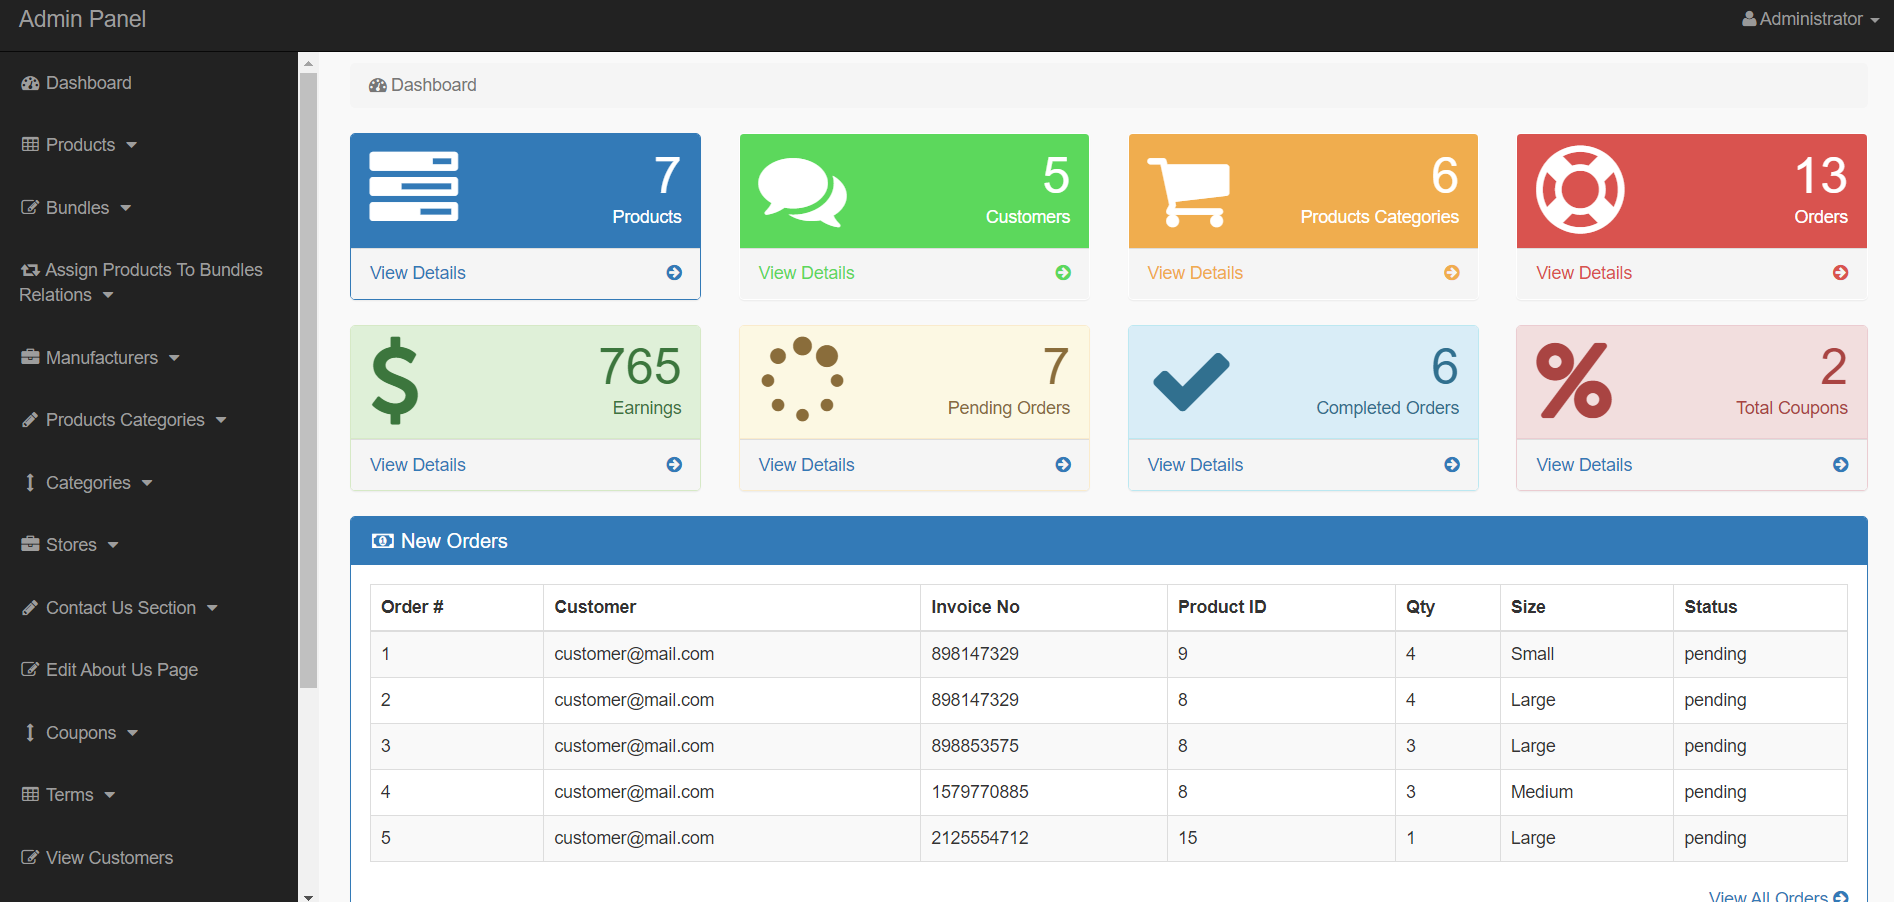 Admin Panel
Administrator
Dashboard
Products
Bundles
Assign Products To Bundles
Relations
Manufacturers
Products Categories
Categories
Stores
Contact Us Section
Edit About Us Page
Coupons
Terms
View Customers
Dashboard
7
Products
View Details
5
Customers
View Details
6
Products Categories
View Details
13
Orders
View Details
765
Earnings
View Details
7
Pending Orders
View Details
6
Completed Orders
View Details
2
Total Coupons
View Details
New Orders
Order # Customer Invoice No Product ID Qty Size Status
1 customer@mail.com 898147329 9 4 Small pending
2 customer@mail.com 898147329 8 4 Large pending
3 customer@mail.com 898853575 8 3 Large pending
4 customer@mail.com 1579770885 8 3 Medium pending
5 customer@mail.com 2125554712 15 1 Large pending
View All Orders